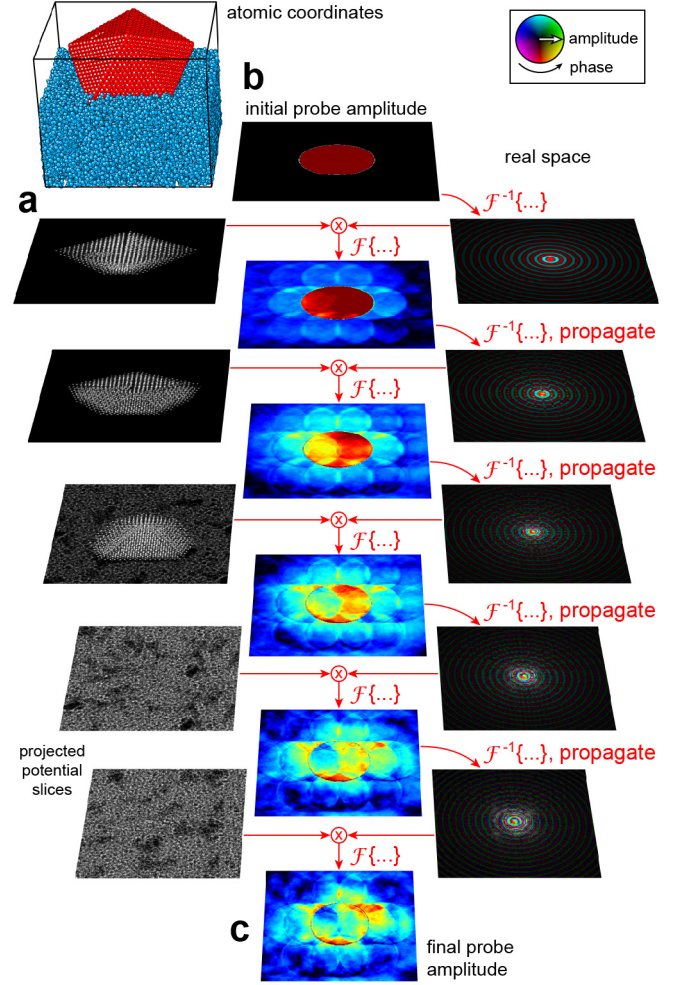 atomic coordinates
amplitude
phase
b
initial probe amplitude
real space
a
ℱ⁻¹{...}
x
ℱ{...}
ℱ⁻¹{...}, propagate
x
ℱ{...}
ℱ⁻¹{...}, propagate
x
ℱ{...}
ℱ⁻¹{...}, propagate
x
ℱ{...}
projected
potential
slices
ℱ⁻¹{...}, propagate
x
ℱ{...}
c
final probe
amplitude